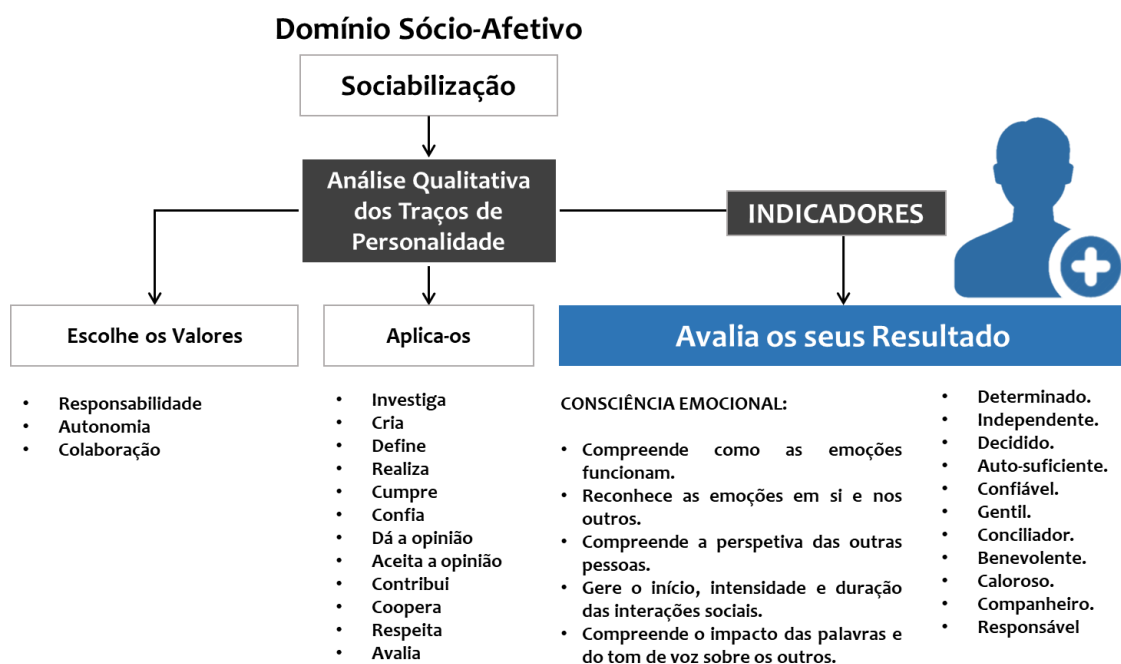 Domínio Sócio-Afetivo
Sociabilização
Análise Qualitativa
dos Traços de
Personalidade
INDICADORES
Escolhe os Valores
Aplica-os
Avalia os seus Resultado
• Responsabilidade
• Autonomia
• Colaboração
• Investiga
• Cria
• Define
• Realiza
• Cumpre
• Confia
• Dá a opinião
• Aceita a opinião
• Contribui
• Coopera
• Respeita
• Avalia
CONSCIÊNCIA EMOCIONAL:
• Compreende como as emoções
funcionam.
• Reconhece as emoções em si e nos
outros.
• Compreende a perspetiva das outras
pessoas.
• Gere o início, intensidade e duração
das interações sociais.
• Compreende o impacto das palavras e
do tom de voz sobre os outros.
• Determinado.
• Independente.
• Decidido.
• Auto-suficiente.
• Confiável.
• Gentil.
• Conciliador.
• Benevolente.
• Caloroso.
• Companheiro.
• Responsável